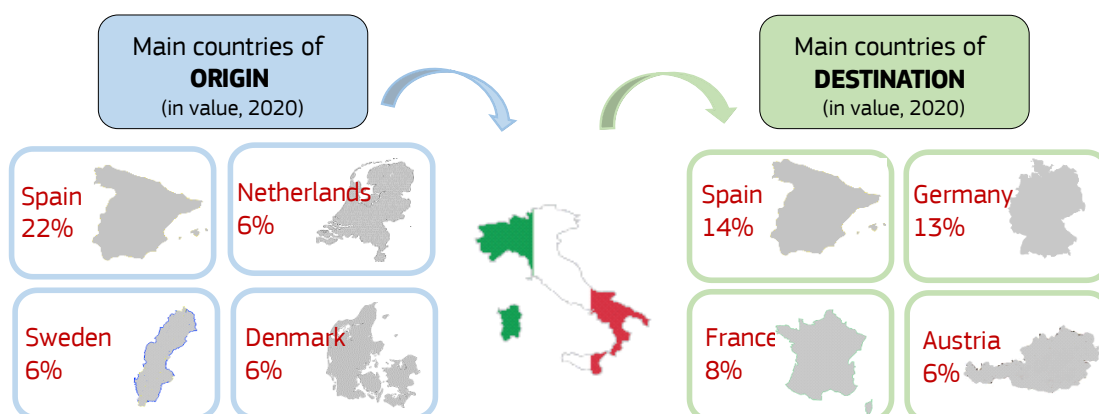 Main countries of
ORIGIN
(in value, 2020)
Main countries of
DESTINATION
(in value, 2020)
Spain
22%
Netherlands
6%
Spain
14%
Germany
13%
Sweden
6%
Denmark
6%
France
8%
Austria
6%